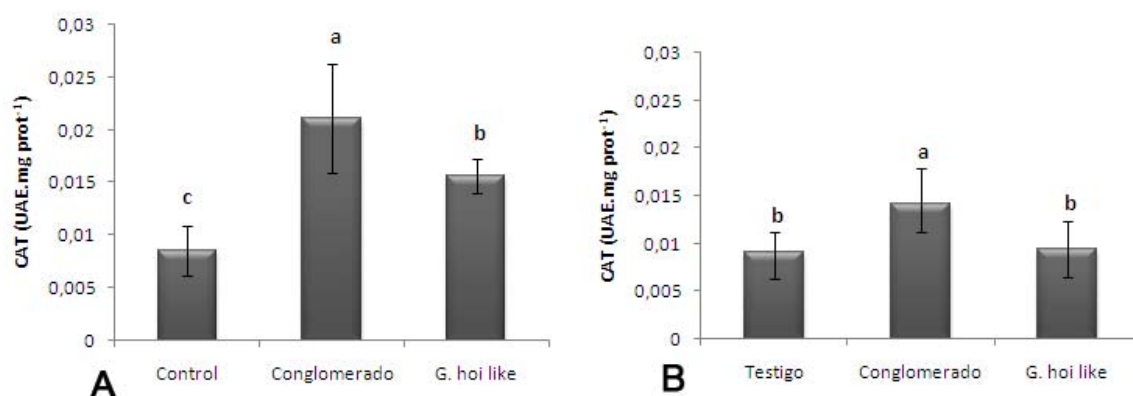 0,03
0,025
0,02
0,015
0,01
0,005
0
CAT (UAE.mg prot⁻¹)
c
a
b
Control
Conglomerado
G. hoi like
A
0,03
0,025
0,02
0,015
0,01
0,005
0
CAT (UAE.mg prot⁻¹)
b
a
b
Testigo
Conglomerado
G. hoi like
B